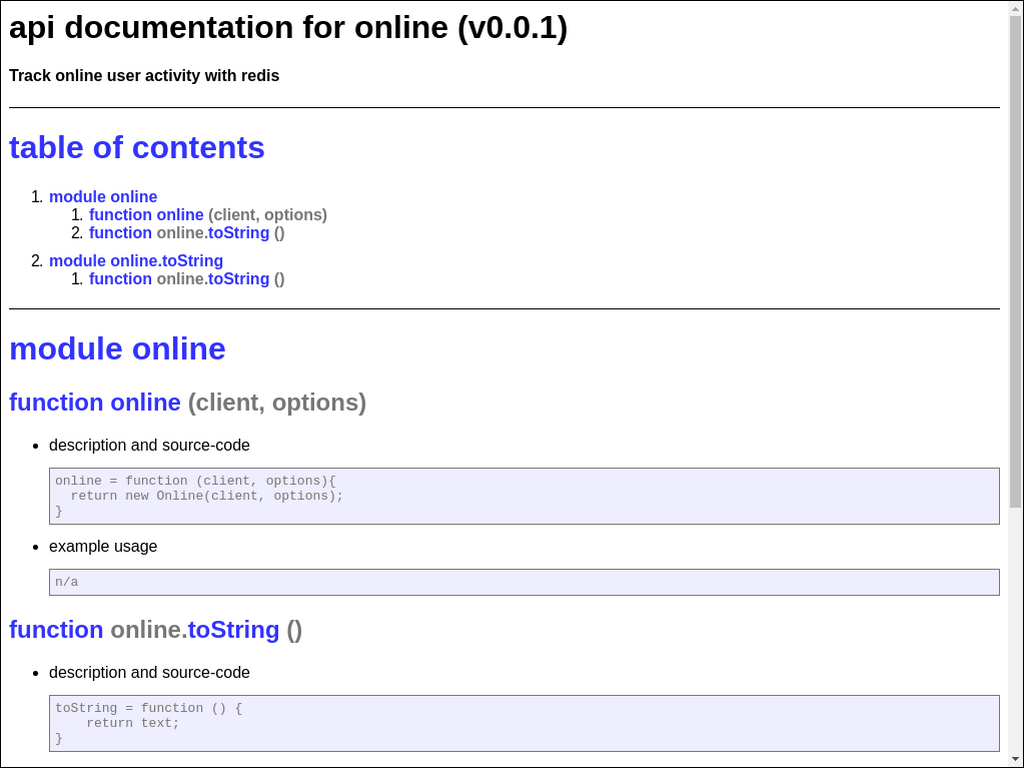 api documentation for online (v0.0.1)
Track online user activity with redis
table of contents
1. module online
1. function online (client, options)
2. function online.toString ()
2. module online.toString
1. function online.toString ()
module online
function online (client, options)
• description and source-code
online = function (client, options){
  return new Online(client, options);
}
• example usage
n/a
function online.toString ()
• description and source-code
toString = function () {
    return text;
}